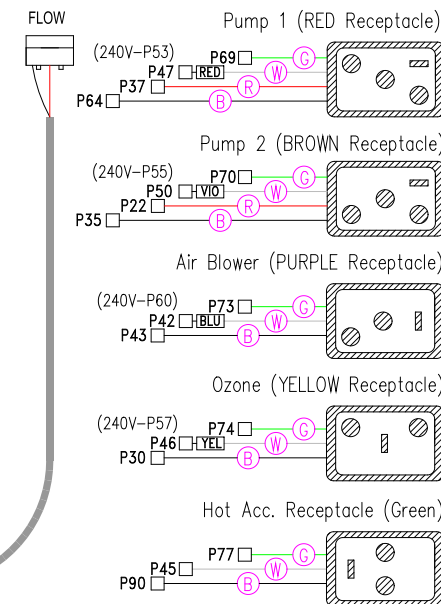 FLOW
Pump 1 (RED Receptacle)
(240V-P53)
P69 G
P47 RED W
P37 R
P64 B
Pump 2 (BROWN Receptacle)
(240V-P55)
P70 G
P50 VIO W
P22 R
P35 B
Air Blower (PURPLE Receptacle)
(240V-P60)
P73 G
P42 BLU W
P43 B
Ozone (YELLOW Receptacle)
(240V-P57)
P74 G
P46 YEL W
P30 B
Hot Acc. Receptacle (Green)
P77 G
P45 W
P90 B